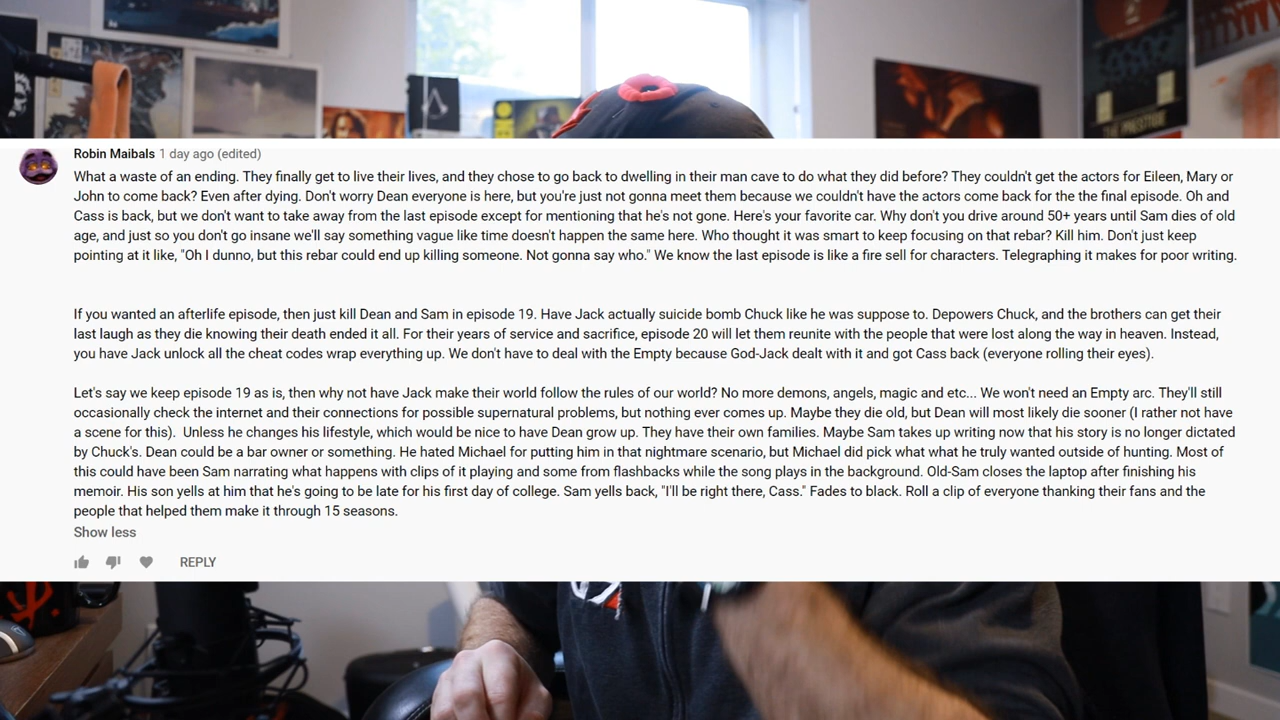 THE PRESTIGE
Robin Maibals 1 day ago (edited)
What a waste of an ending. They finally get to live their lives, and they chose to go back to dwelling in their man cave to do what they did before? They couldn't get the actors for Eileen, Mary or
John to come back? Even after dying. Don't worry Dean everyone is here, but you're just not gonna meet them because we couldn't have the actors come back for the the final episode. Oh and
Cass is back, but we don't want to take away from the last episode except for mentioning that he's not gone. Here's your favorite car. Why don't you drive around 50+ years until Sam dies of old
age, and just so you don't go insane we'll say something vague like time doesn't happen the same here. Who thought it was smart to keep focusing on that rebar? Kill him. Don't just keep
pointing at it like, "Oh I dunno, but this rebar could end up killing someone. Not gonna say who." We know the last episode is like a fire sell for characters. Telegraphing it makes for poor writing.
If you wanted an afterlife episode, then just kill Dean and Sam in episode 19. Have Jack actually suicide bomb Chuck like he was suppose to. Depowers Chuck, and the brothers can get their
last laugh as they die knowing their death ended it all. For their years of service and sacrifice, episode 20 will let them reunite with the people that were lost along the way in heaven. Instead,
you have Jack unlock all the cheat codes wrap everything up. We don't have to deal with the Empty because God-Jack dealt with it and got Cass back (everyone rolling their eyes).
Let's say we keep episode 19 as is, then why not have Jack make their world follow the rules of our world? No more demons, angels, magic and etc... We won't need an Empty arc. They'll still
occasionally check the internet and their connections for possible supernatural problems, but nothing ever comes up. Maybe they die old, but Dean will most likely die sooner (I rather not have
a scene for this). Unless he changes his lifestyle, which would be nice to have Dean grow up. They have their own families. Maybe Sam takes up writing now that his story is no longer dictated
by Chuck's. Dean could be a bar owner or something. He hated Michael for putting him in that nightmare scenario, but Michael did pick what what he truly wanted outside of hunting. Most of
this could have been Sam narrating what happens with clips of it playing and some from flashbacks while the song plays in the background. Old-Sam closes the laptop after finishing his
memoir. His son yells at him that he's going to be late for his first day of college. Sam yells back, "I'll be right there, Cass." Fades to black. Roll a clip of everyone thanking their fans and the
people that helped them make it through 15 seasons.
Show less
REPLY